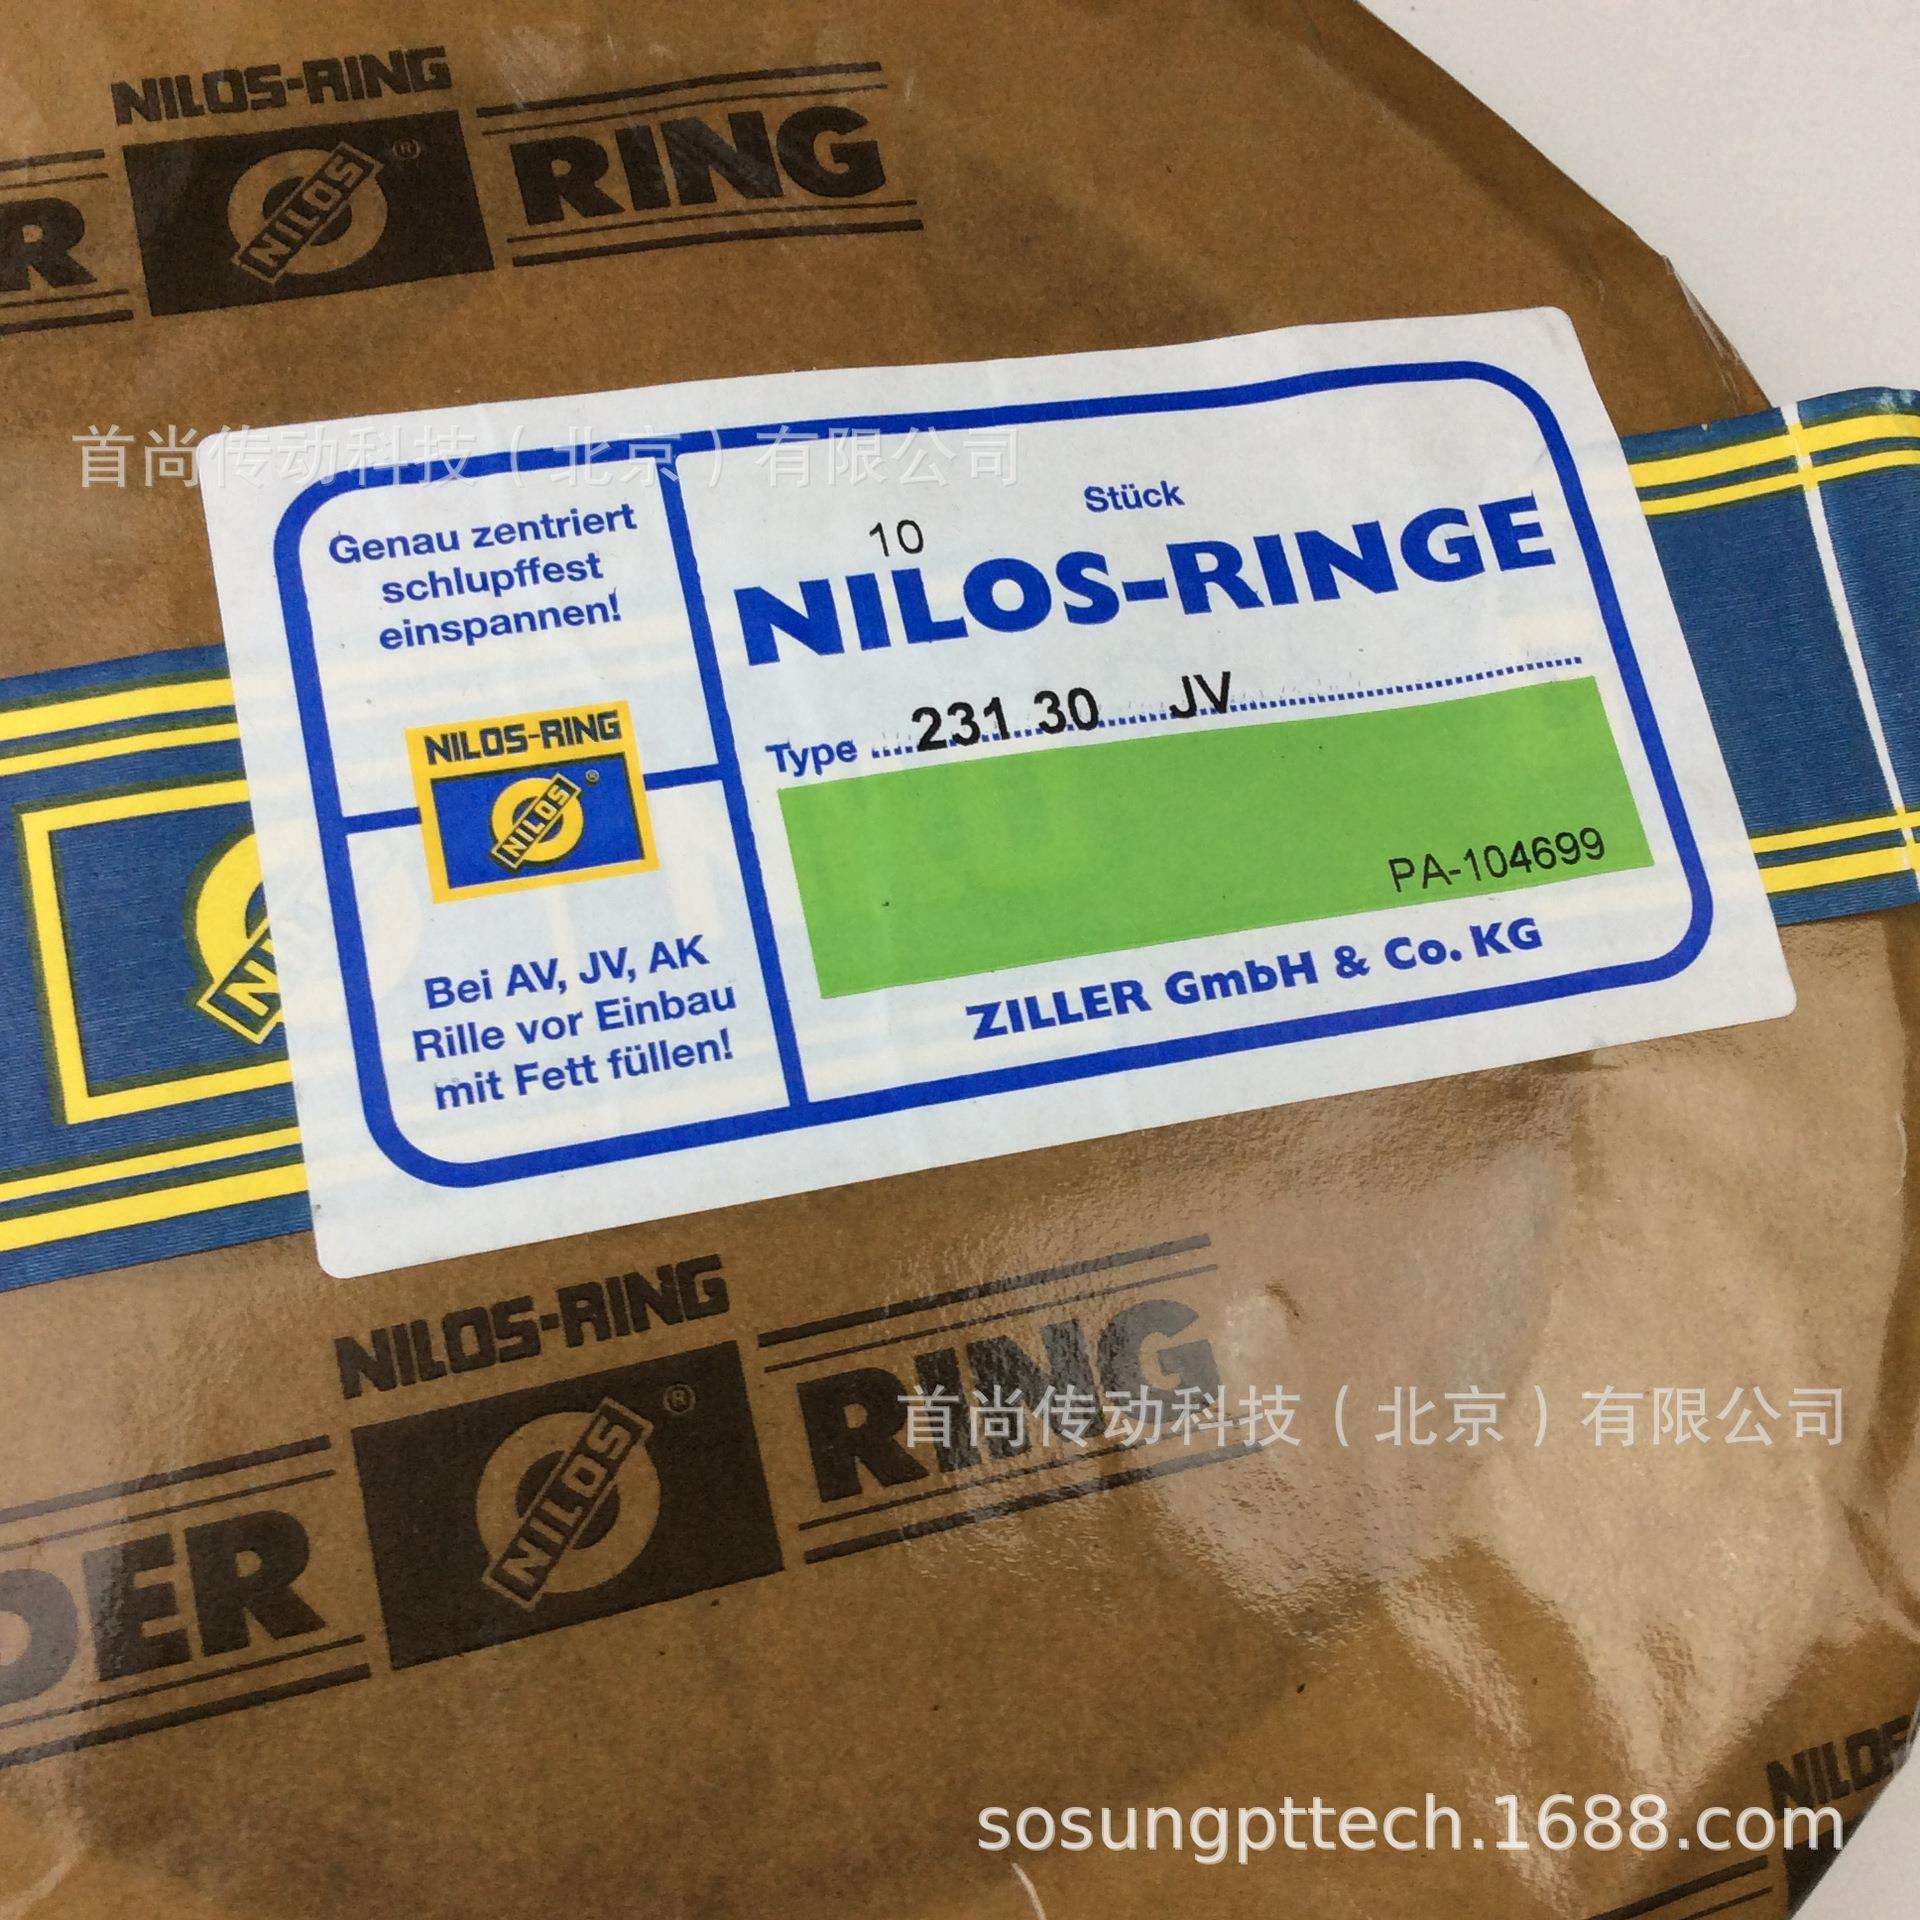 NILOS-RING
R NILOS ® RING
首尚传动科技（北京）有限公司
Genau zentriert
schlupffest
einspannen!
NILOS-RING
NILOS ®
Bei AV, JV, AK
Rille vor Einbau
mit Fett füllen!
10 Stück
NILOS-RINGE
Type 231.30 JV
PA-104699
ZILLER GmbH & Co. KG
NILOS-RING
DER NILOS ® RING
首尚传动科技（北京）有限公司
NILOS
sosungpttech.1688.com